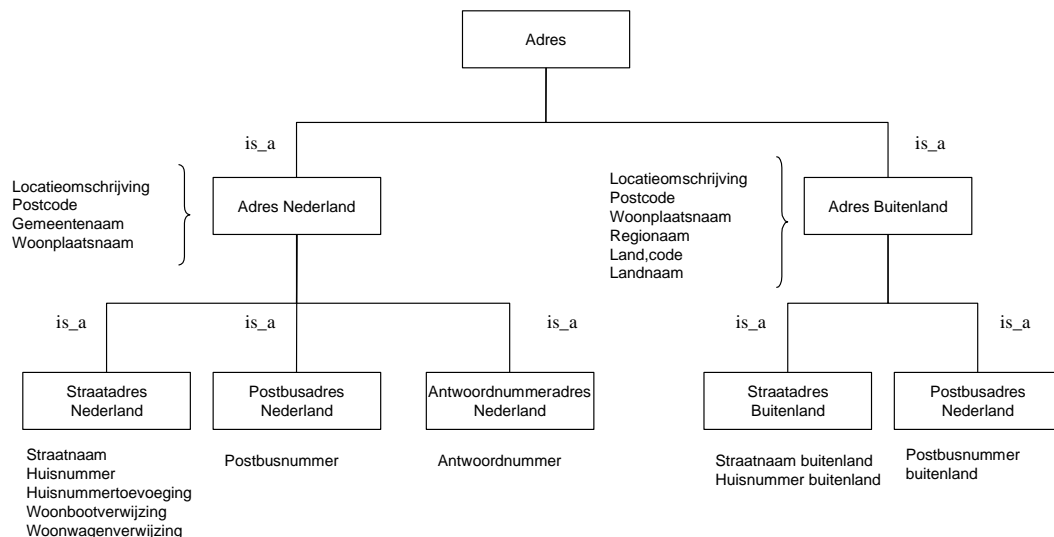 Adres
is_a
is_a
Locatieomschrijving
Postcode
Gemeentenaam
Woonplaatsnaam
Adres Nederland
Locatieomschrijving
Postcode
Woonplaatsnaam
Regionaam
Land,code
Landnaam
Adres Buitenland
is_a
is_a
is_a
is_a
is_a
Straatadres
Nederland
Postbusadres
Nederland
Antwoordnummeradres
Nederland
Straatadres
Buitenland
Postbusadres
Nederland
Straatnaam
Huisnummer
Huisnummertoevoeging
Woonbootverwijzing
Woonwagenverwijzing
Postbusnummer
Antwoordnummer
Straatnaam buitenland
Huisnummer buitenland
Postbusnummer
buitenland